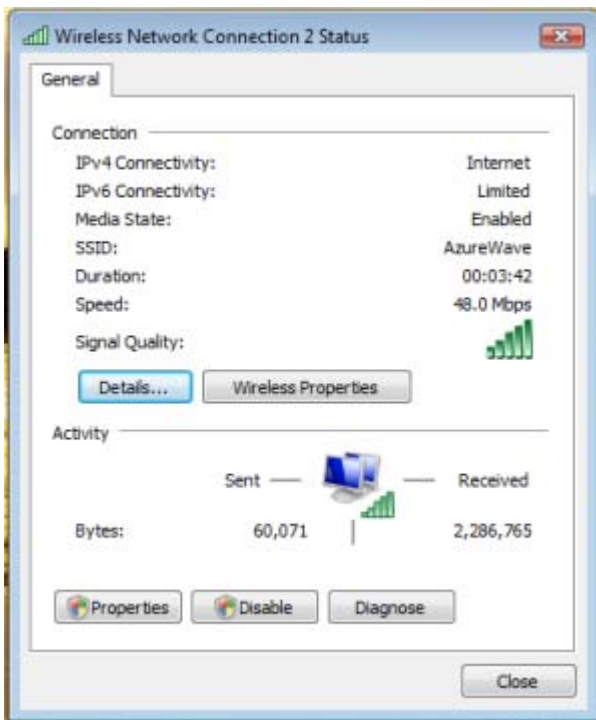 Wireless Network Connection 2 Status
General
Connection
IPv4 Connectivity: Internet
IPv6 Connectivity: Limited
Media State: Enabled
SSID: AzureWave
Duration: 00:03:42
Speed: 48.0 Mbps
Signal Quality:
Details... Wireless Properties
Activity
Sent Received
Bytes: 60,071 2,286,765
Properties Disable Diagnose
Close